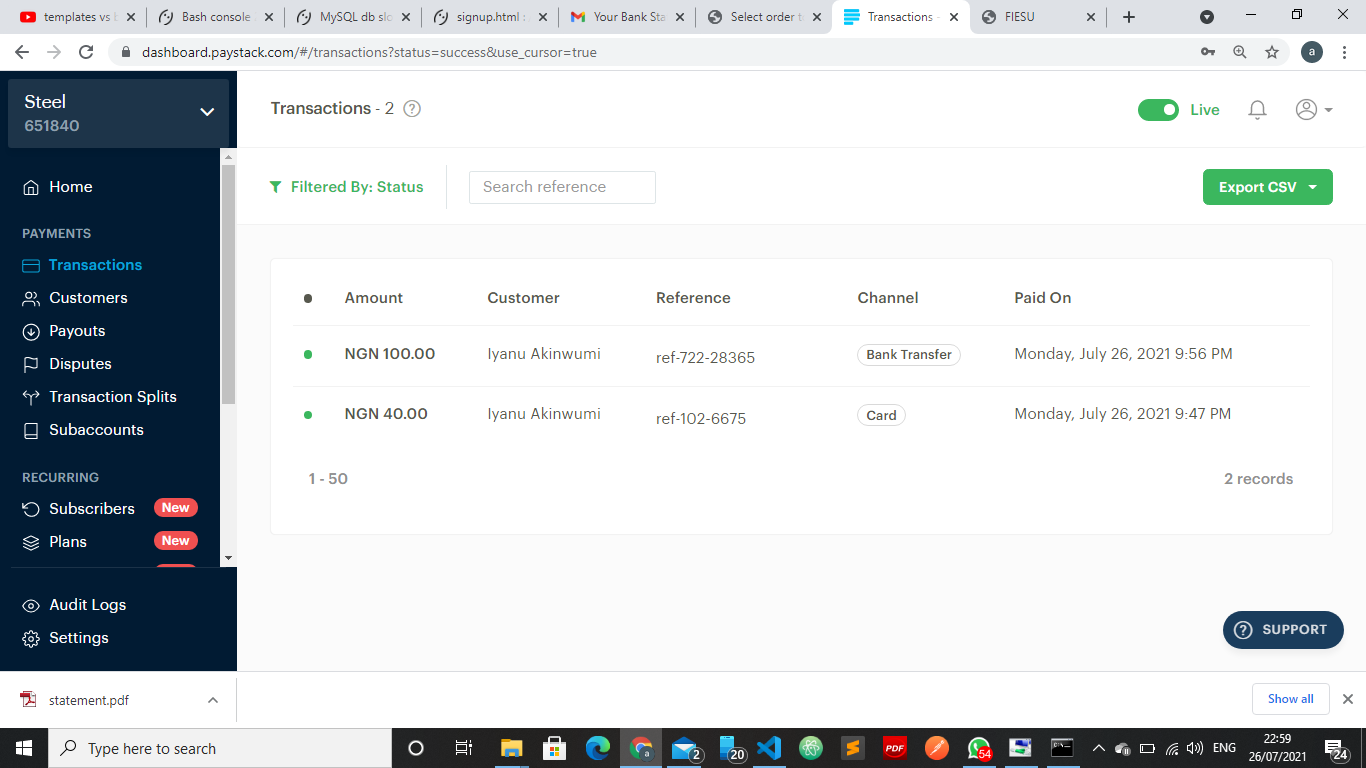 templates vs b
Bash console
MySQL db slo
signup.html :
Your Bank Sta
Select order t
Transactions -
FIESU
dashboard.paystack.com/#/transactions?status=success&use_cursor=true
a
Steel
651840
Transactions - 2
?
Live
Home
Filtered By: Status
Search reference
Export CSV
PAYMENTS
Transactions
Customers
Payouts
Disputes
Transaction Splits
Subaccounts
RECURRING
Subscribers New
Plans New
Audit Logs
Settings
Amount Customer Reference Channel Paid On
NGN 100.00 Iyanu Akinwumi ref-722-28365 Bank Transfer Monday, July 26, 2021 9:56 PM
NGN 40.00 Iyanu Akinwumi ref-102-6675 Card Monday, July 26, 2021 9:47 PM
1 - 50
2 records
? SUPPORT
statement.pdf
Show all
Type here to search
a
2
20
PDF
54
ENG
22:59
26/07/2021
24